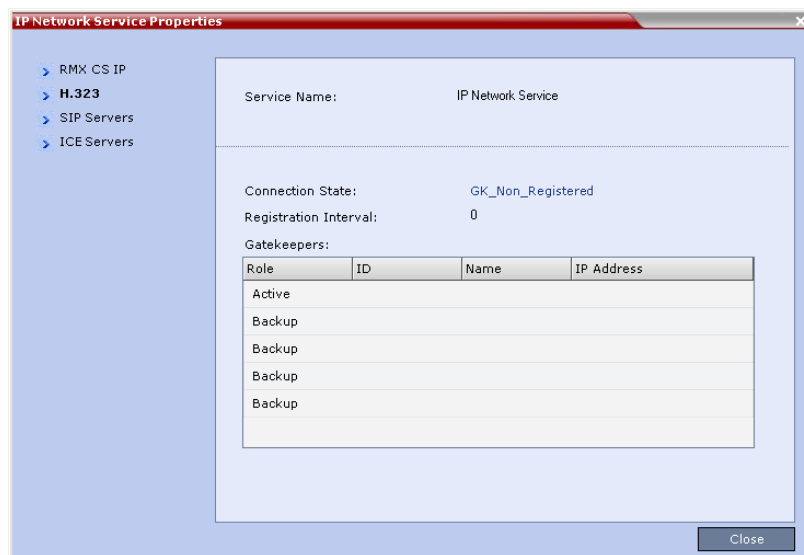 IP Network Service Properties
RMX CS IP
H.323
SIP Servers
ICE Servers
Service Name: IP Network Service
Connection State: GK_Non_Registered
Registration Interval: 0
Gatekeepers:
Role ID Name IP Address
Active
Backup
Backup
Backup
Backup
Close